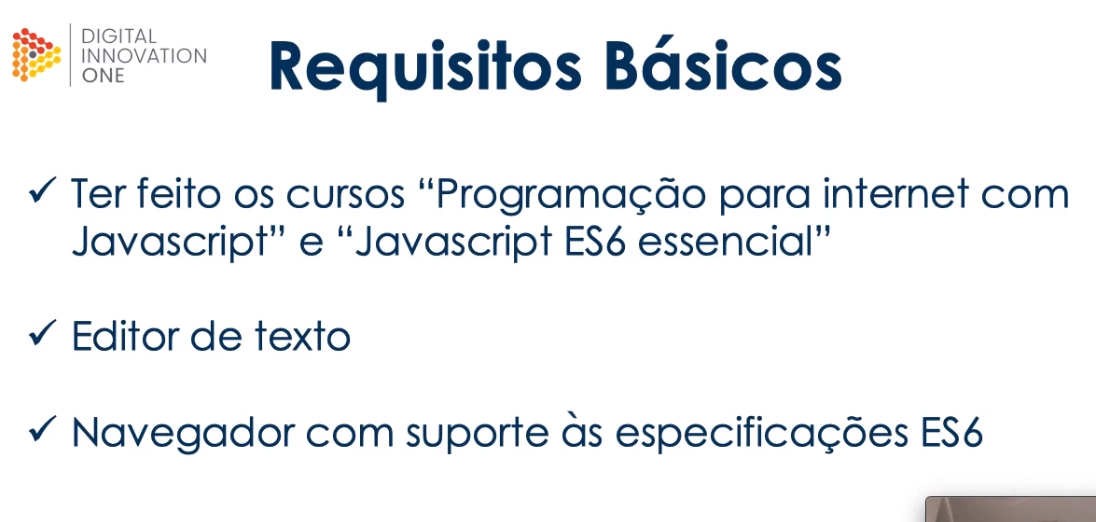 DIGITAL
INNOVATION
ONE
Requisitos Básicos
✓ Ter feito os cursos “Programação para internet com
Javascript” e “Javascript ES6 essencial”
✓ Editor de texto
✓ Navegador com suporte às especificações ES6